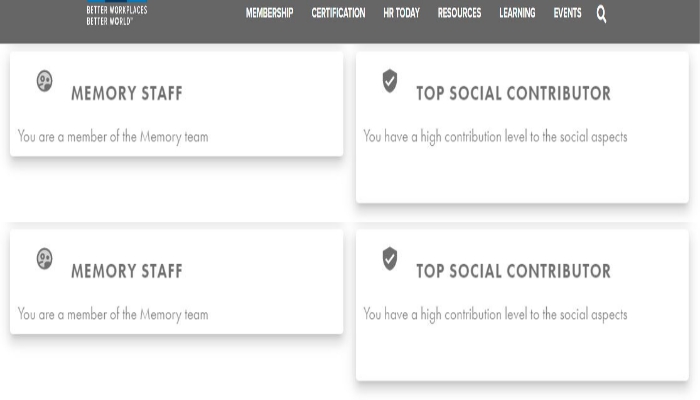 BETTER WORKPLACES
BETTER WORLD™
MEMBERSHIP CERTIFICATION HR TODAY RESOURCES LEARNING EVENTS
MEMORY STAFF
You are a member of the Memory team
TOP SOCIAL CONTRIBUTOR
You have a high contribution level to the social aspects
MEMORY STAFF
You are a member of the Memory team
TOP SOCIAL CONTRIBUTOR
You have a high contribution level to the social aspects